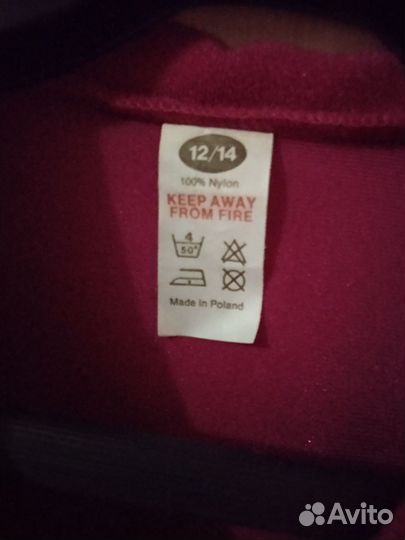 12/14
100% Nylon
KEEP AWAY
FROM FIRE
4
50°
Made in Poland
Avito